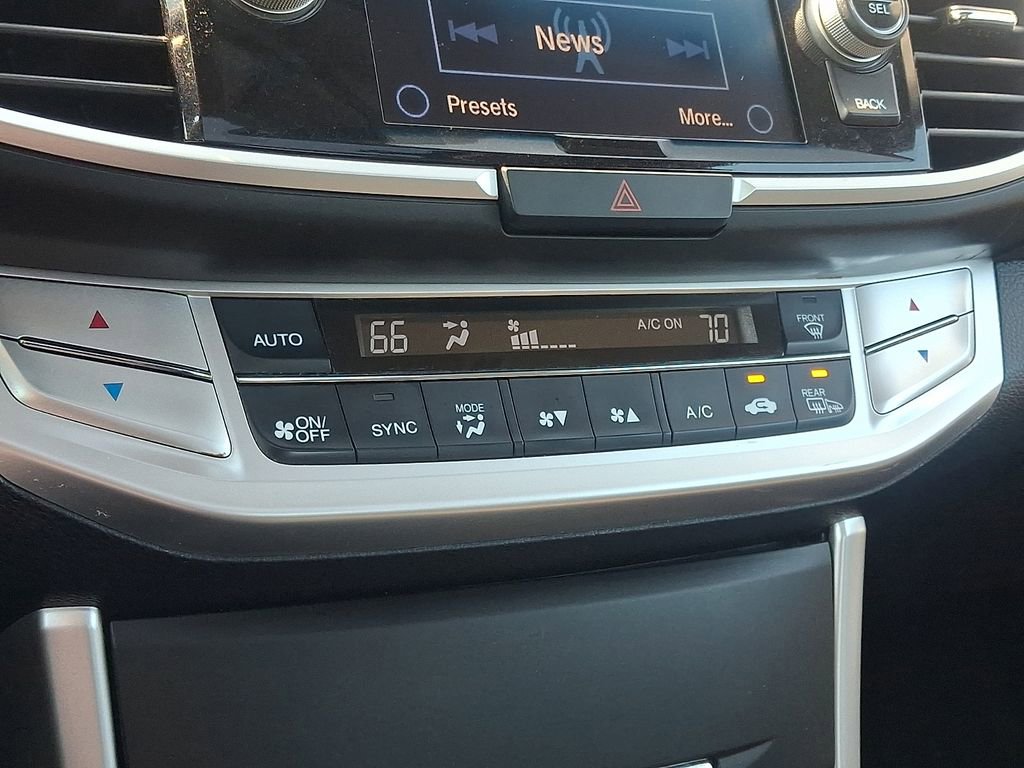 SEL
News
BACK
Presets
More...
AUTO
66
A/C ON
70
FRONT
ON/
OFF
SYNC
MODE
A/C
REAR